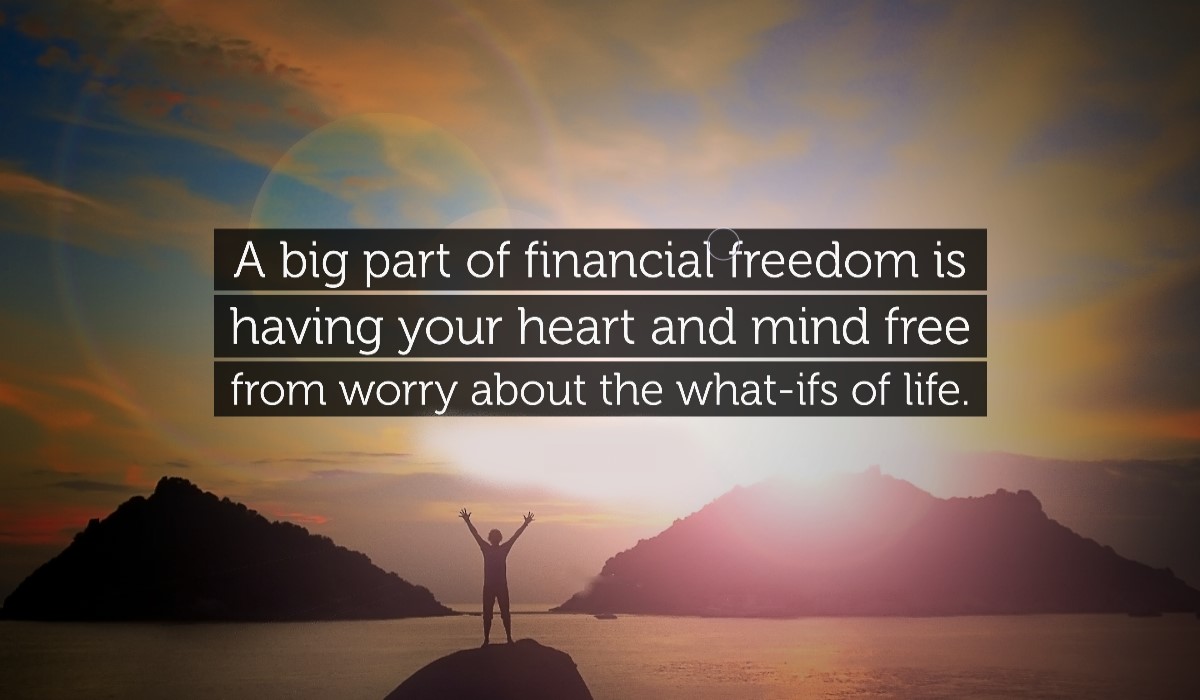 A big part of financial freedom is
having your heart and mind free
from worry about the what-ifs of life.